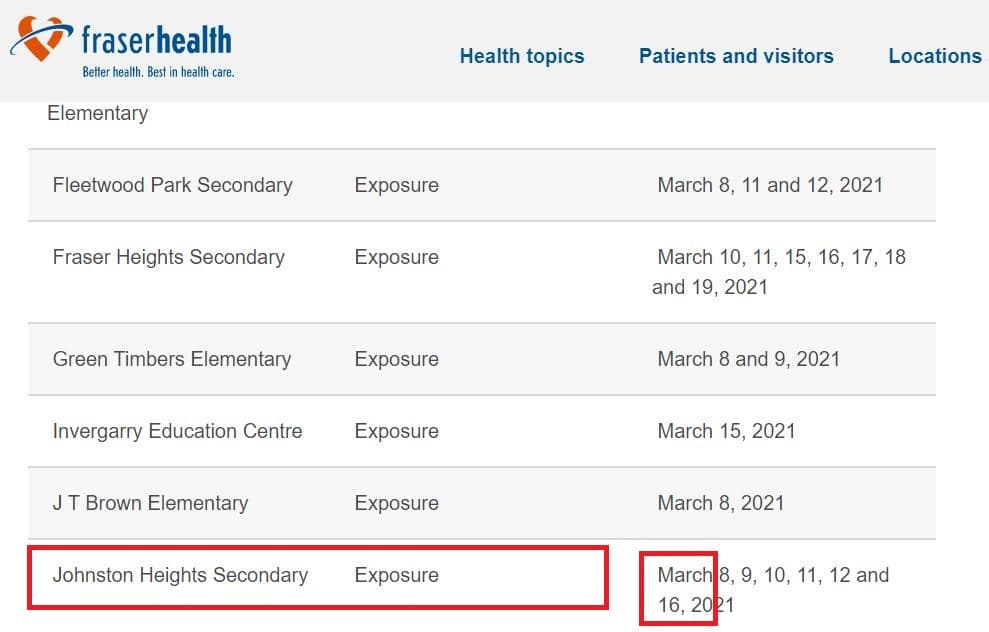 fraserhealth
Better health. Best in health care.
Health topics Patients and visitors Locations
Elementary
Fleetwood Park Secondary Exposure March 8, 11 and 12, 2021
Fraser Heights Secondary Exposure March 10, 11, 15, 16, 17, 18
and 19, 2021
Green Timbers Elementary Exposure March 8 and 9, 2021
Invergarry Education Centre Exposure March 15, 2021
J T Brown Elementary Exposure March 8, 2021
Johnston Heights Secondary Exposure March 8, 9, 10, 11, 12 and
16, 2021